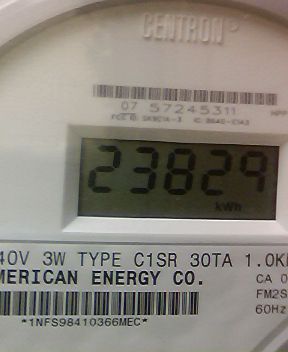 CENTRON®
07 57245311
23829
kWh
40V 3W TYPE C1SR 30TA 1.0K
MERICAN ENERGY CO.
CA 0
FM2S
60Hz
*1NFS98410366MEC*